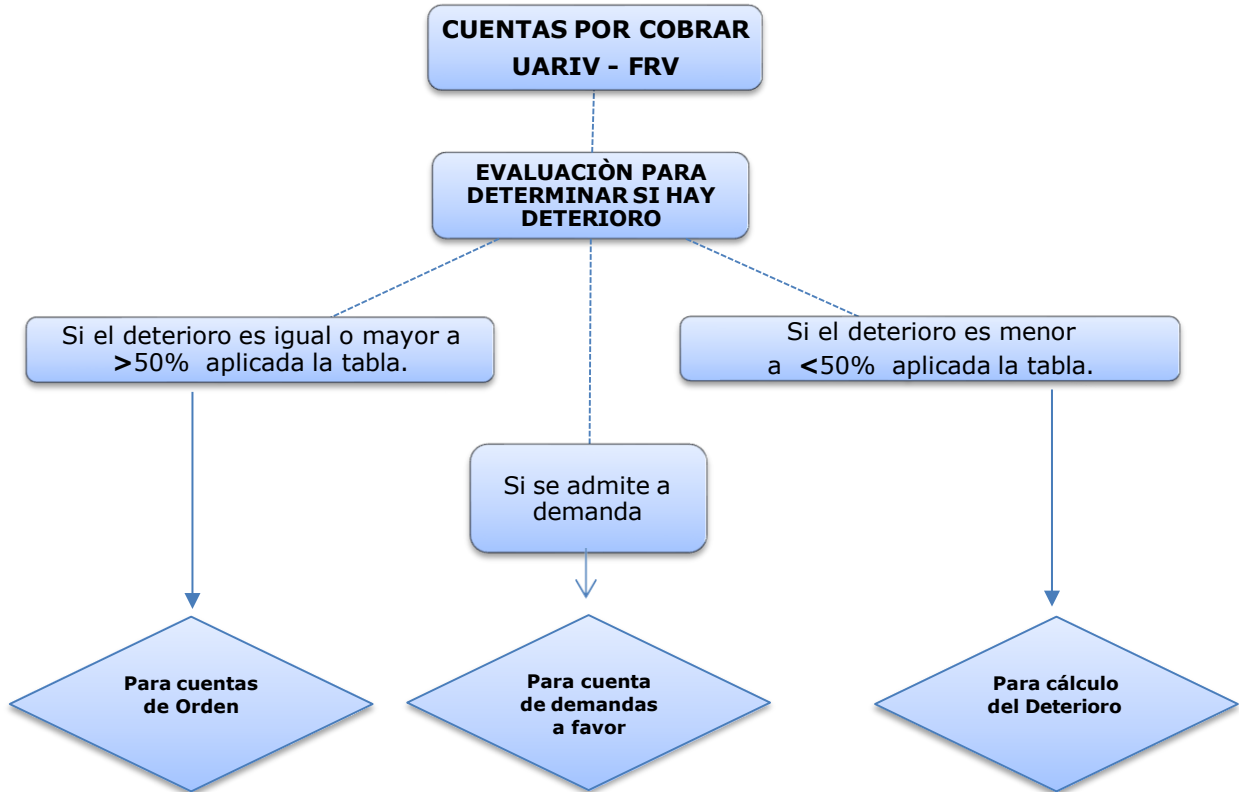 CUENTAS POR COBRAR
UARIV - FRV
EVALUACIÒN PARA
DETERMINAR SI HAY
DETERIORO
Si el deterioro es igual o mayor a
>50% aplicada la tabla.
Si el deterioro es menor
a <50% aplicada la tabla.
Si se admite a
demanda
Para cuentas
de Orden
Para cuenta
de demandas
a favor
Para cálculo
del Deterioro